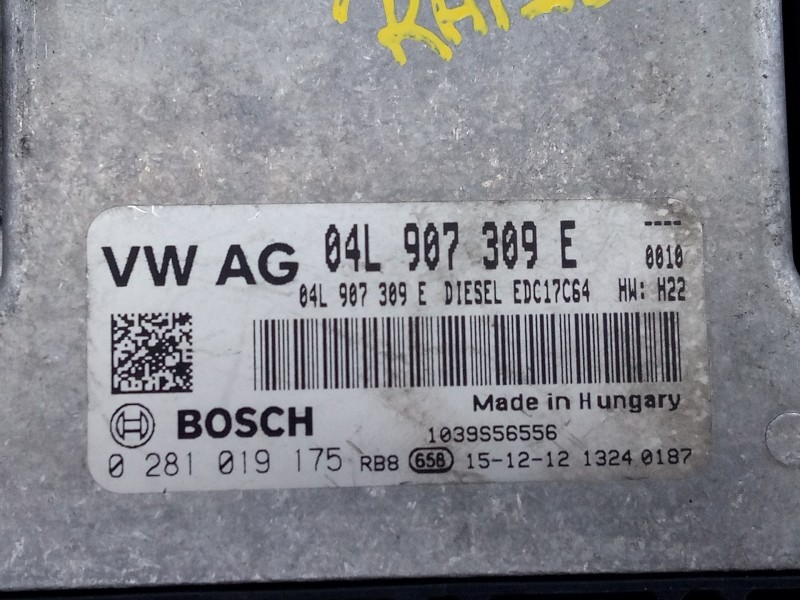 VW AG 04L 907 309 E ----
0010
04L 907 309 E DIESEL EDC17C64 HW: H22
Made in Hungary
BOSCH
1039S56556
0 281 019 175 RB8 658 15-12-12 1324 0187